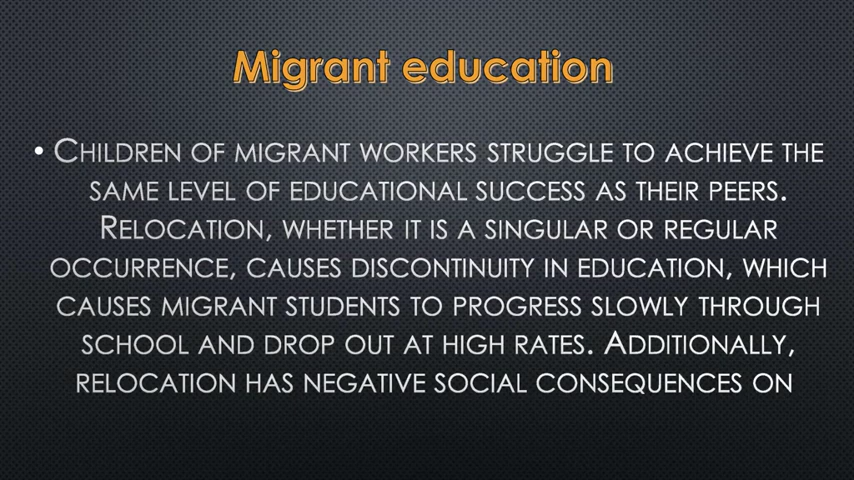 Migrant education
• Children of migrant workers struggle to achieve the
same level of educational success as their peers.
Relocation, whether it is a singular or regular
occurrence, causes discontinuity in education, which
causes migrant students to progress slowly through
school and drop out at high rates. Additionally,
relocation has negative social consequences on